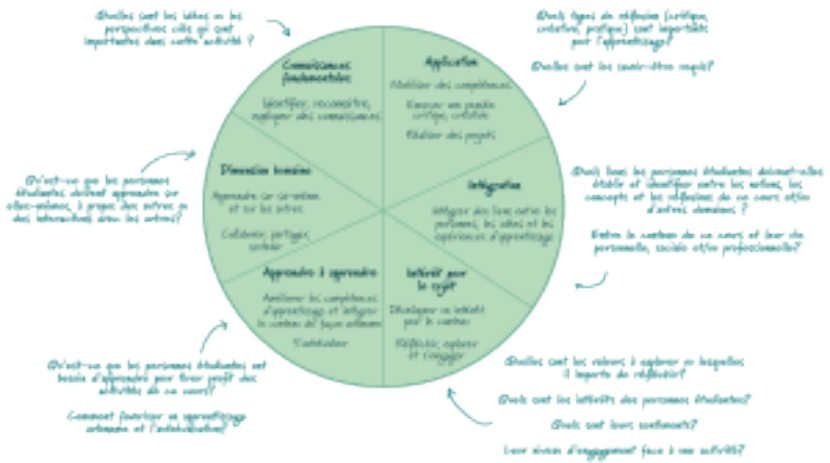 Quelles sont les idées ou les
perspectives clés qui sont
importantes dans cette activité ?
Quels types de réflexion (critique,
créative, pratique) sont importants
pour l'apprentissage?
Quelles sont les savoir-être requis?
Connaissances
fondamentales
Identifier, reconnaître,
expliquer des connaissances
Application
Mobiliser des compétences
Exercer une pensée
critique, créative
Réaliser des projets
Qu'est-ce que les personnes
étudiantes doivent apprendre sur
elles-mêmes, à propos des autres ou
des interactions avec les autres?
Dimension humaine
Apprendre sur soi-même
et sur les autres
Collaborer, partager,
Intégration
Intégrer des liens entre les
personnes, les idées et les
expériences d'apprentissage
Quels liens les personnes étudiantes doivent-elles
établir et identifier entre les notions, les
concepts et les réflexions de ce cours et/ou
d'autres domaines ?
Entre le contenu de ce cours et leur vie
personnelle, sociale et/ou professionnelle?
Apprendre à apprendre
Améliorer les compétences
d'apprentissage et intégrer
le contenu de façon autonome
S'autoévaluer
Intérêt pour
le sujet
Développer un intérêt
pour le contenu
Réfléchir, explorer
et s'engager
Qu'est-ce que les personnes étudiantes ont
besoin d'apprendre pour tirer profit des
activités de ce cours?
Comment favoriser un apprentissage
autonome et l'autoévaluation?
Quelles sont les valeurs à explorer ou lesquelles
il importe de réfléchir?
Quels sont les intérêts des personnes étudiantes?
Quels sont leurs sentiments?
Leur niveau d'engagement face à une activité?